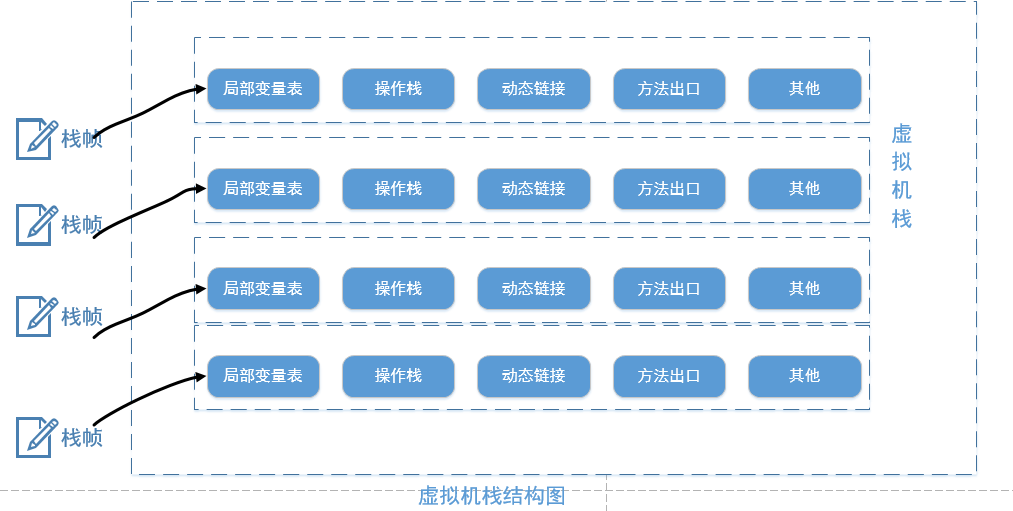 局部变量表 操作栈 动态链接 方法出口 其他
栈帧
虚拟机栈
局部变量表 操作栈 动态链接 方法出口 其他
栈帧
局部变量表 操作栈 动态链接 方法出口 其他
栈帧
局部变量表 操作栈 动态链接 方法出口 其他
栈帧
虚拟机栈结构图